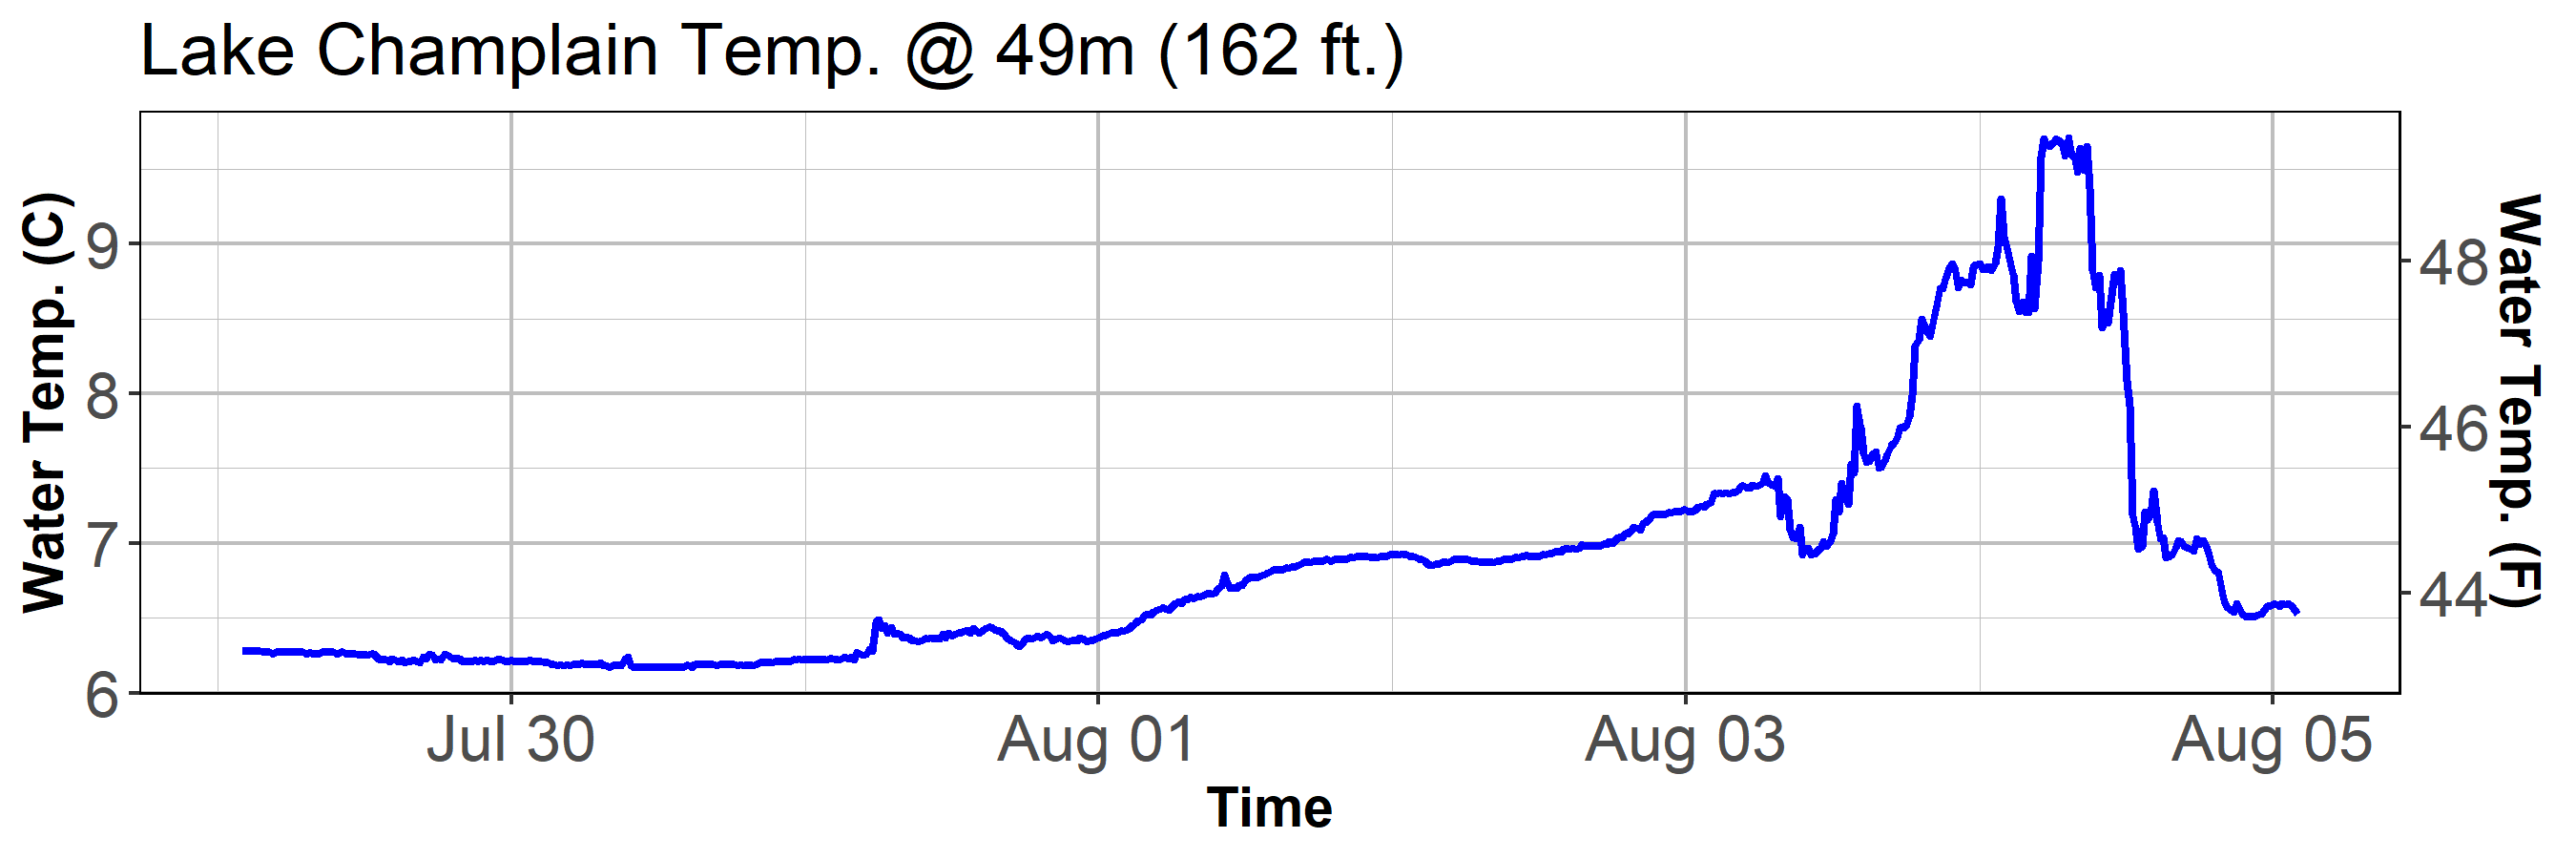 Lake Champlain Temp. @ 49m (162 ft.)
Water Temp. (C)
9
8
7
6
48
46
44
Water Temp. (F)
Jul 30
Aug 01
Aug 03
Aug 05
Time